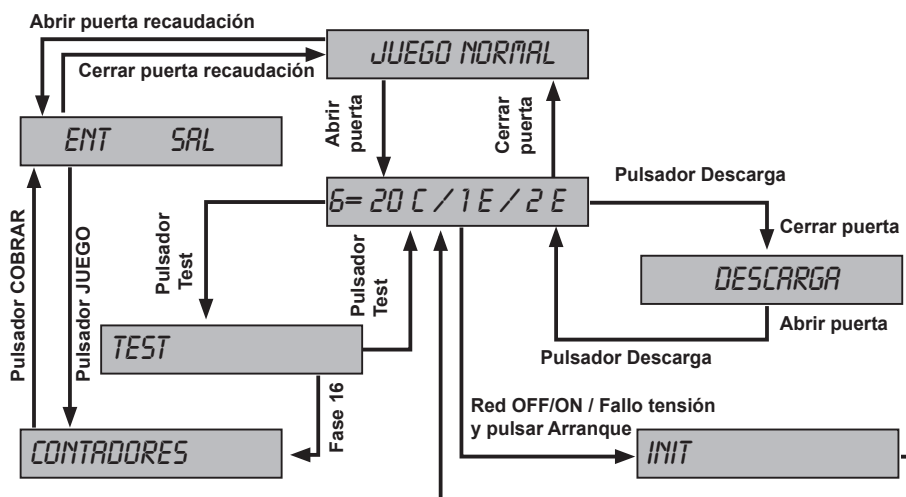 Abrir puerta recaudación
JUEGO NORMAL
Cerrar puerta recaudación
Abrir
puerta
Cerrar
puerta
ENT SAL
Pulsador Descarga
6= 20 C / 1 E / 2 E
Cerrar puerta
Pulsador COBRAR
Pulsador JUEGO
Pulsador
Test
Pulsador
Test
DESCARGA
Abrir puerta
TEST
Pulsador Descarga
Fase 16
Red OFF/ON / Fallo tensión
y pulsar Arranque
CONTADORES
INIT